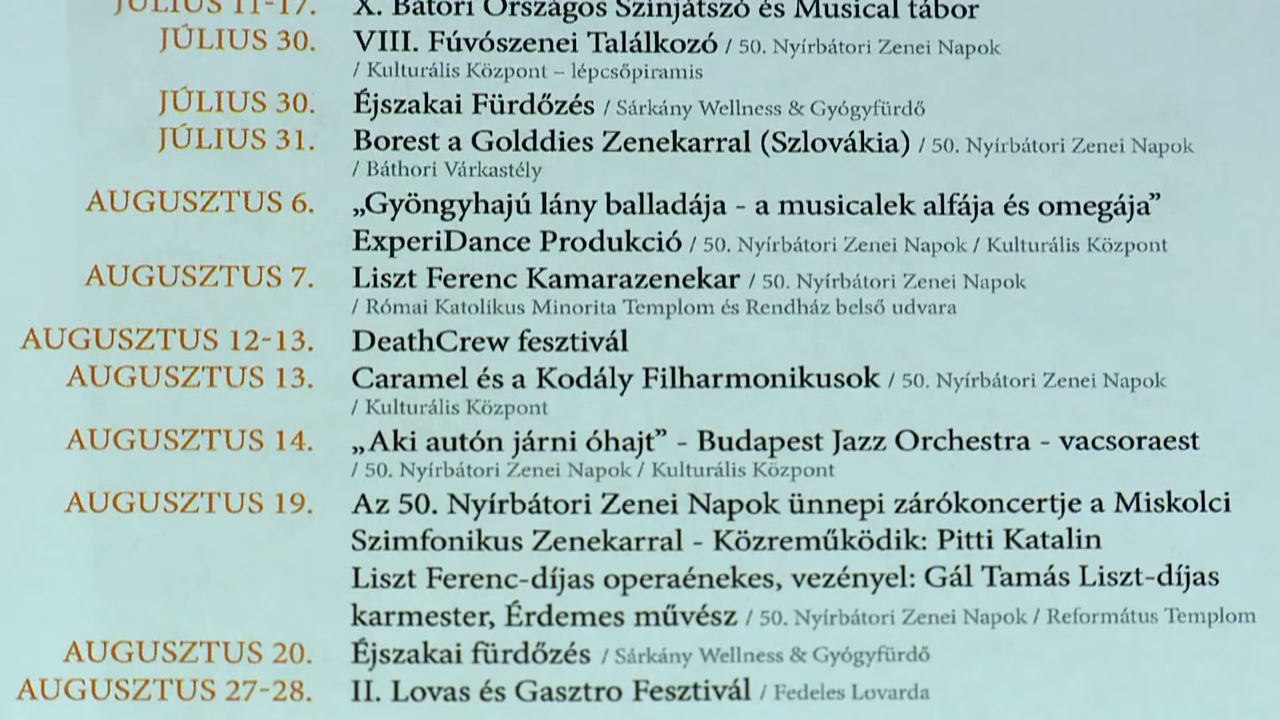 JÚLIUS 11-17. X. Bátori Országos Színjátszó és Musical tábor
JÚLIUS 30. VIII. Fúvószenei Találkozó / 50. Nyírbátori Zenei Napok
/ Kulturális Központ – lépcsőpiramis
JÚLIUS 30. Éjszakai Fürdőzés / Sárkány Wellness & Gyógyfürdő
JÚLIUS 31. Borest a Golddies Zenekarral (Szlovákia) / 50. Nyírbátori Zenei Napok
/ Báthori Várkastély
AUGUSZTUS 6. „Gyöngyhajú lány balladája - a musicalek alfája és omegája”
ExperiDance Produkció / 50. Nyírbátori Zenei Napok / Kulturális Központ
AUGUSZTUS 7. Liszt Ferenc Kamarazenekar / 50. Nyírbátori Zenei Napok
/ Római Katolikus Minorita Templom és Rendház belső udvara
AUGUSZTUS 12-13. DeathCrew fesztivál
AUGUSZTUS 13. Caramel és a Kodály Filharmonikusok / 50. Nyírbátori Zenei Napok
/ Kulturális Központ
AUGUSZTUS 14. „Aki autón járni óhajt” - Budapest Jazz Orchestra - vacsoraest
/ 50. Nyírbátori Zenei Napok / Kulturális Központ
AUGUSZTUS 19. Az 50. Nyírbátori Zenei Napok ünnepi zárókoncertje a Miskolci
Szimfonikus Zenekarral - Közreműködik: Pitti Katalin
Liszt Ferenc-díjas operaénekes, vezényel: Gál Tamás Liszt-díjas
karmester, Érdemes művész / 50. Nyírbátori Zenei Napok / Református Templom
AUGUSZTUS 20. Éjszakai fürdőzés / Sárkány Wellness & Gyógyfürdő
AUGUSZTUS 27-28. II. Lovas és Gasztro Fesztivál / Fedeles Lovarda